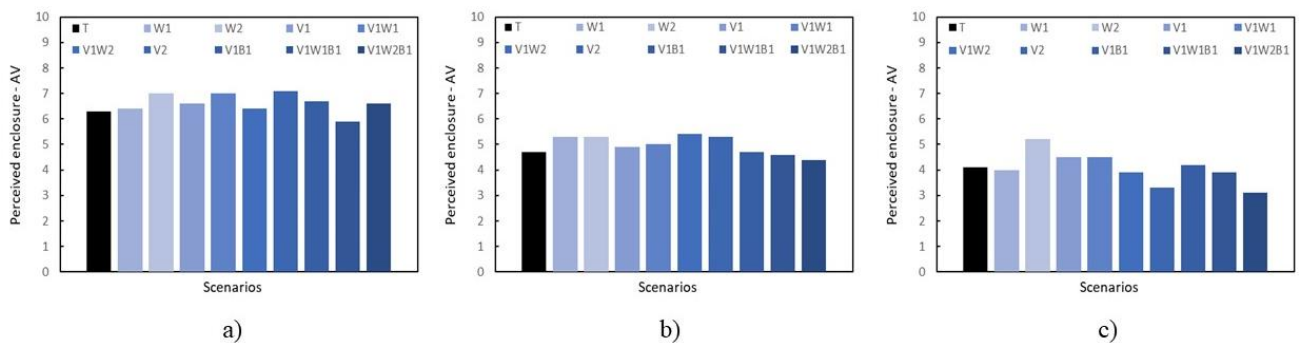 10
9
8
7
6
5
4
3
2
1
0
Perceived enclosure - AV
T W1 W2 V1 V1W1
V1W2 V2 V1B1 V1W1B1 V1W2B1
Scenarios
a)
10
9
8
7
6
5
4
3
2
1
0
Perceived enclosure - AV
T W1 W2 V1 V1W1
V1W2 V2 V1B1 V1W1B1 V1W2B1
Scenarios
b)
10
9
8
7
6
5
4
3
2
1
0
Perceived enclosure - AV
T W1 W2 V1 V1W1
V1W2 V2 V1B1 V1W1B1 V1W2B1
Scenarios
c)